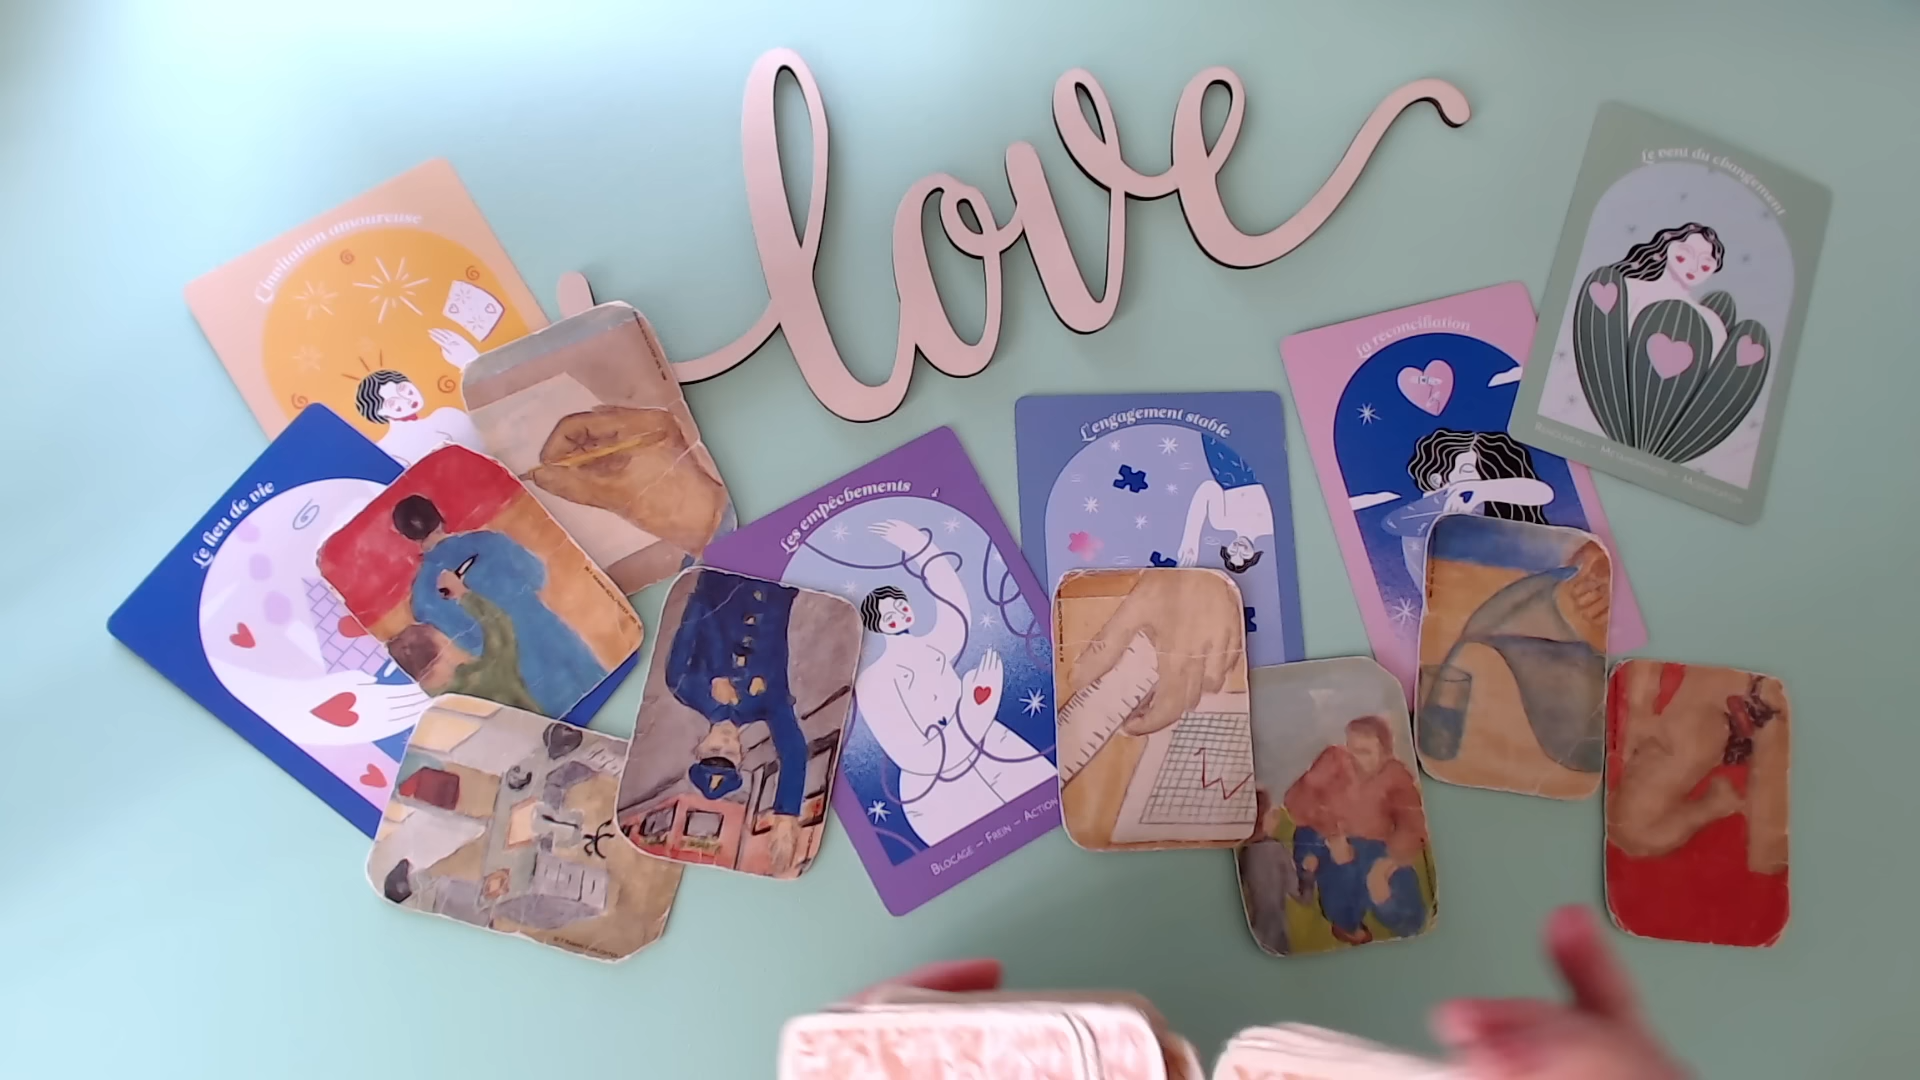 love
L'invitation amoureuse
Le vent du changement
La réconciliation
L'engagement stable
Le lieu de vie
Les empêchements
Blocage – Frein – Action